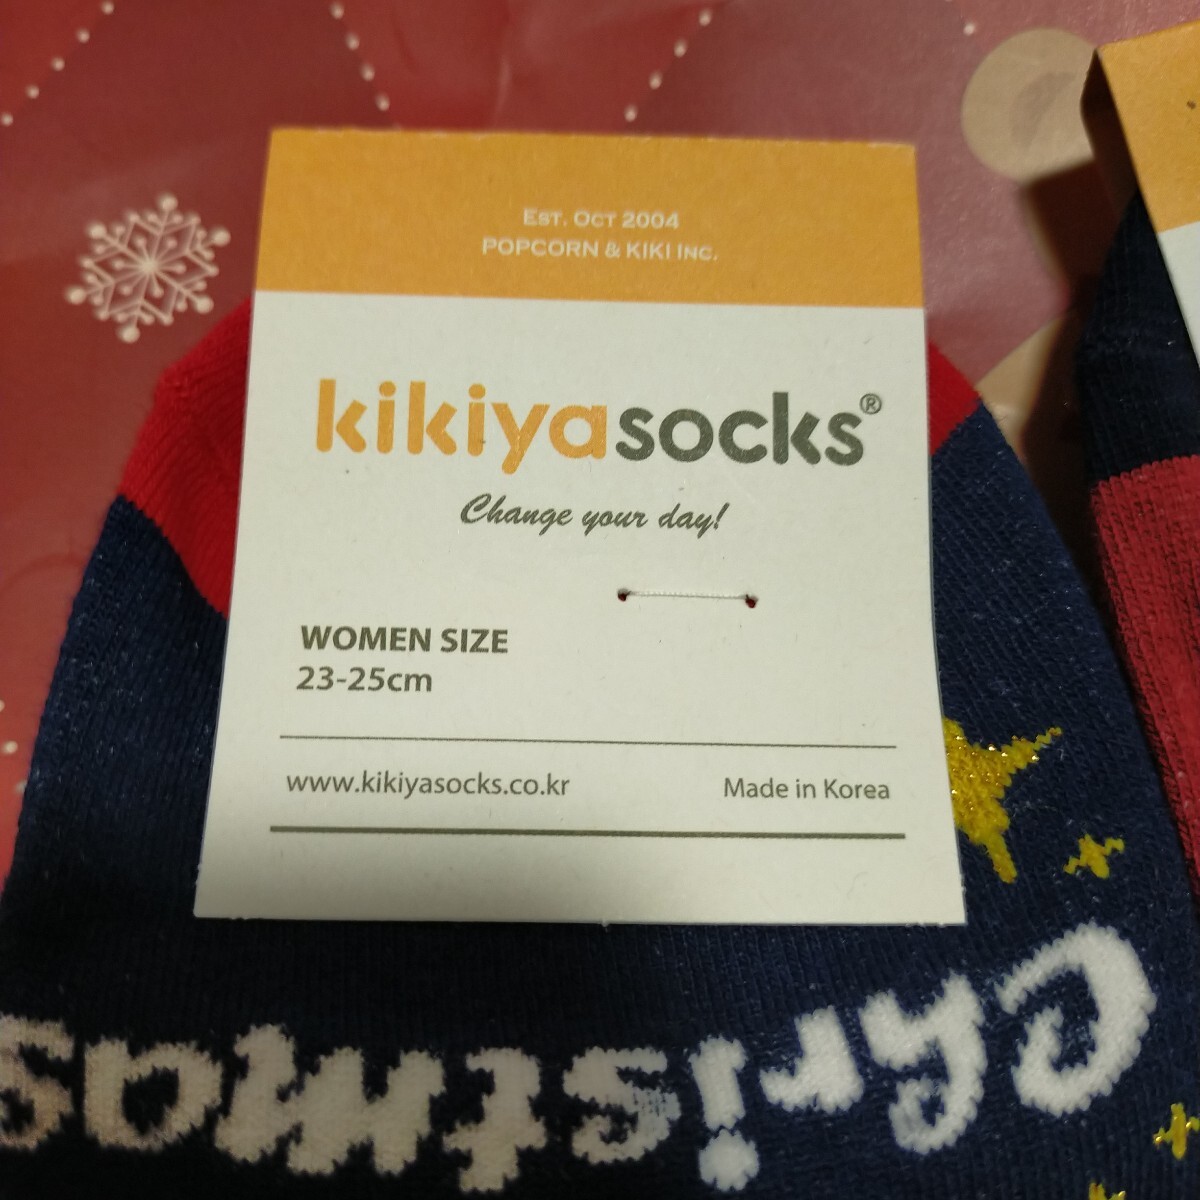 EST. OCT 2004
POPCORN & KIKI INC.
kikiyasocks®
Change your day!
WOMEN SIZE
23-25cm
www.kikiyasocks.co.kr
Made in Korea
Christmas